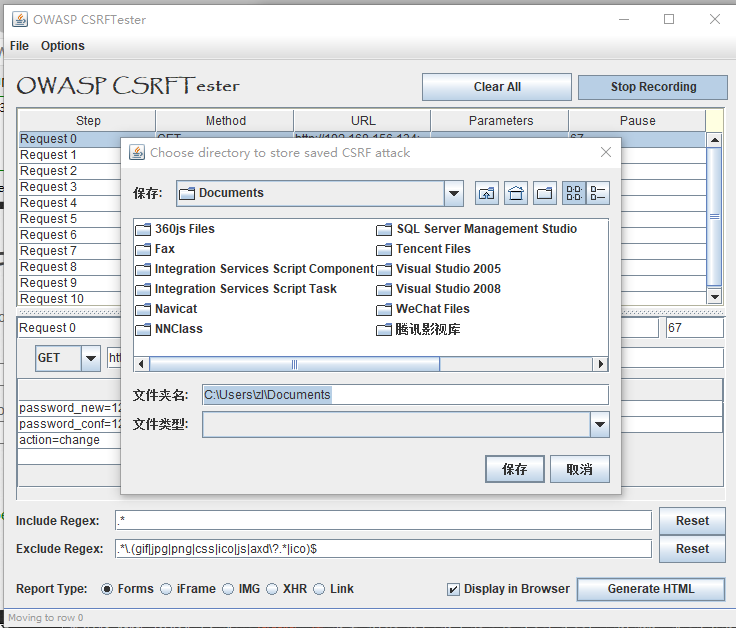 OWASP CSRFTester
File Options
OWASP CSRFTester
Clear All
Stop Recording
Step Method URL Parameters Pause
Request 0
67
Request 1
Request 2
Request 3
Request 4
Request 5
Request 6
Request 7
Request 8
Request 9
Request 10
Choose directory to store saved CSRF attack
保存:
Documents
360js Files
Fax
Integration Services Script Component
Integration Services Script Task
Navicat
NNClass
SQL Server Management Studio
Tencent Files
Visual Studio 2005
Visual Studio 2008
WeChat Files
腾讯影视库
文件夹名:
C:\Users\zl\Documents
文件类型:
保存
取消
Request 0
67
GET
password_new=12
password_conf=12
action=change
Include Regex:
.*
Reset
Exclude Regex:
.*\.(gif|jpg|png|css|ico|js|axd\?.*|ico)$
Reset
Report Type:
Forms
iFrame
IMG
XHR
Link
Display in Browser
Generate HTML
Moving to row 0